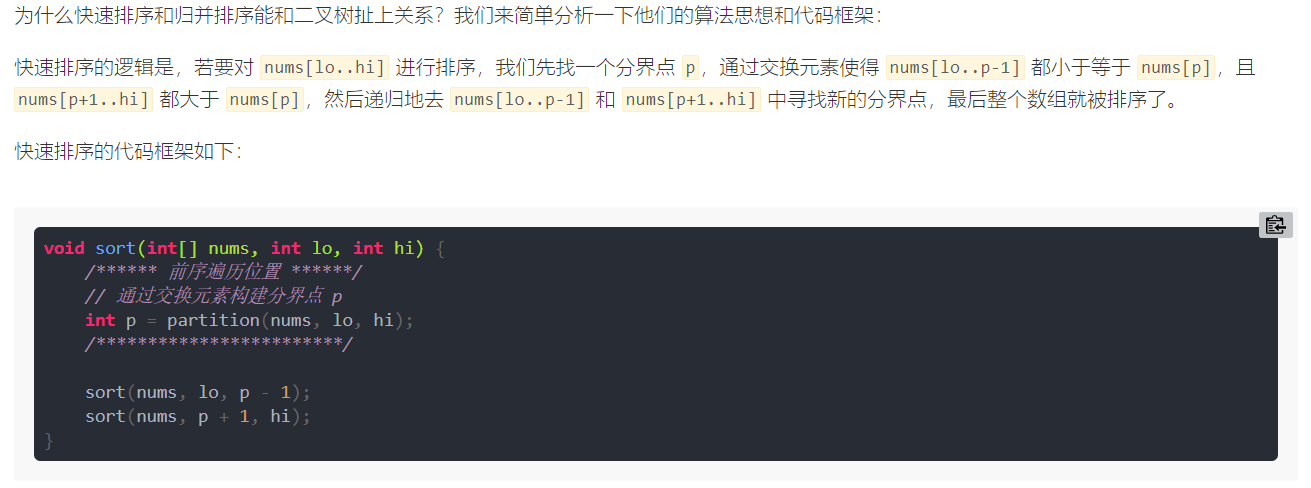 为什么快速排序和归并排序能和二叉树扯上关系？我们来简单分析一下他们的算法思想和代码框架：
快速排序的逻辑是，若要对 nums[lo..hi] 进行排序，我们先找一个分界点 p，通过交换元素使得 nums[lo..p-1] 都小于等于 nums[p]，且
nums[p+1..hi] 都大于 nums[p]，然后递归地去 nums[lo..p-1] 和 nums[p+1..hi] 中寻找新的分界点，最后整个数组就被排序了。
快速排序的代码框架如下：
void sort(int[] nums, int lo, int hi) {
    /****** 前序遍历位置 ******/
    // 通过交换元素构建分界点 p
    int p = partition(nums, lo, hi);
    /************************/
    sort(nums, lo, p - 1);
    sort(nums, p + 1, hi);
}